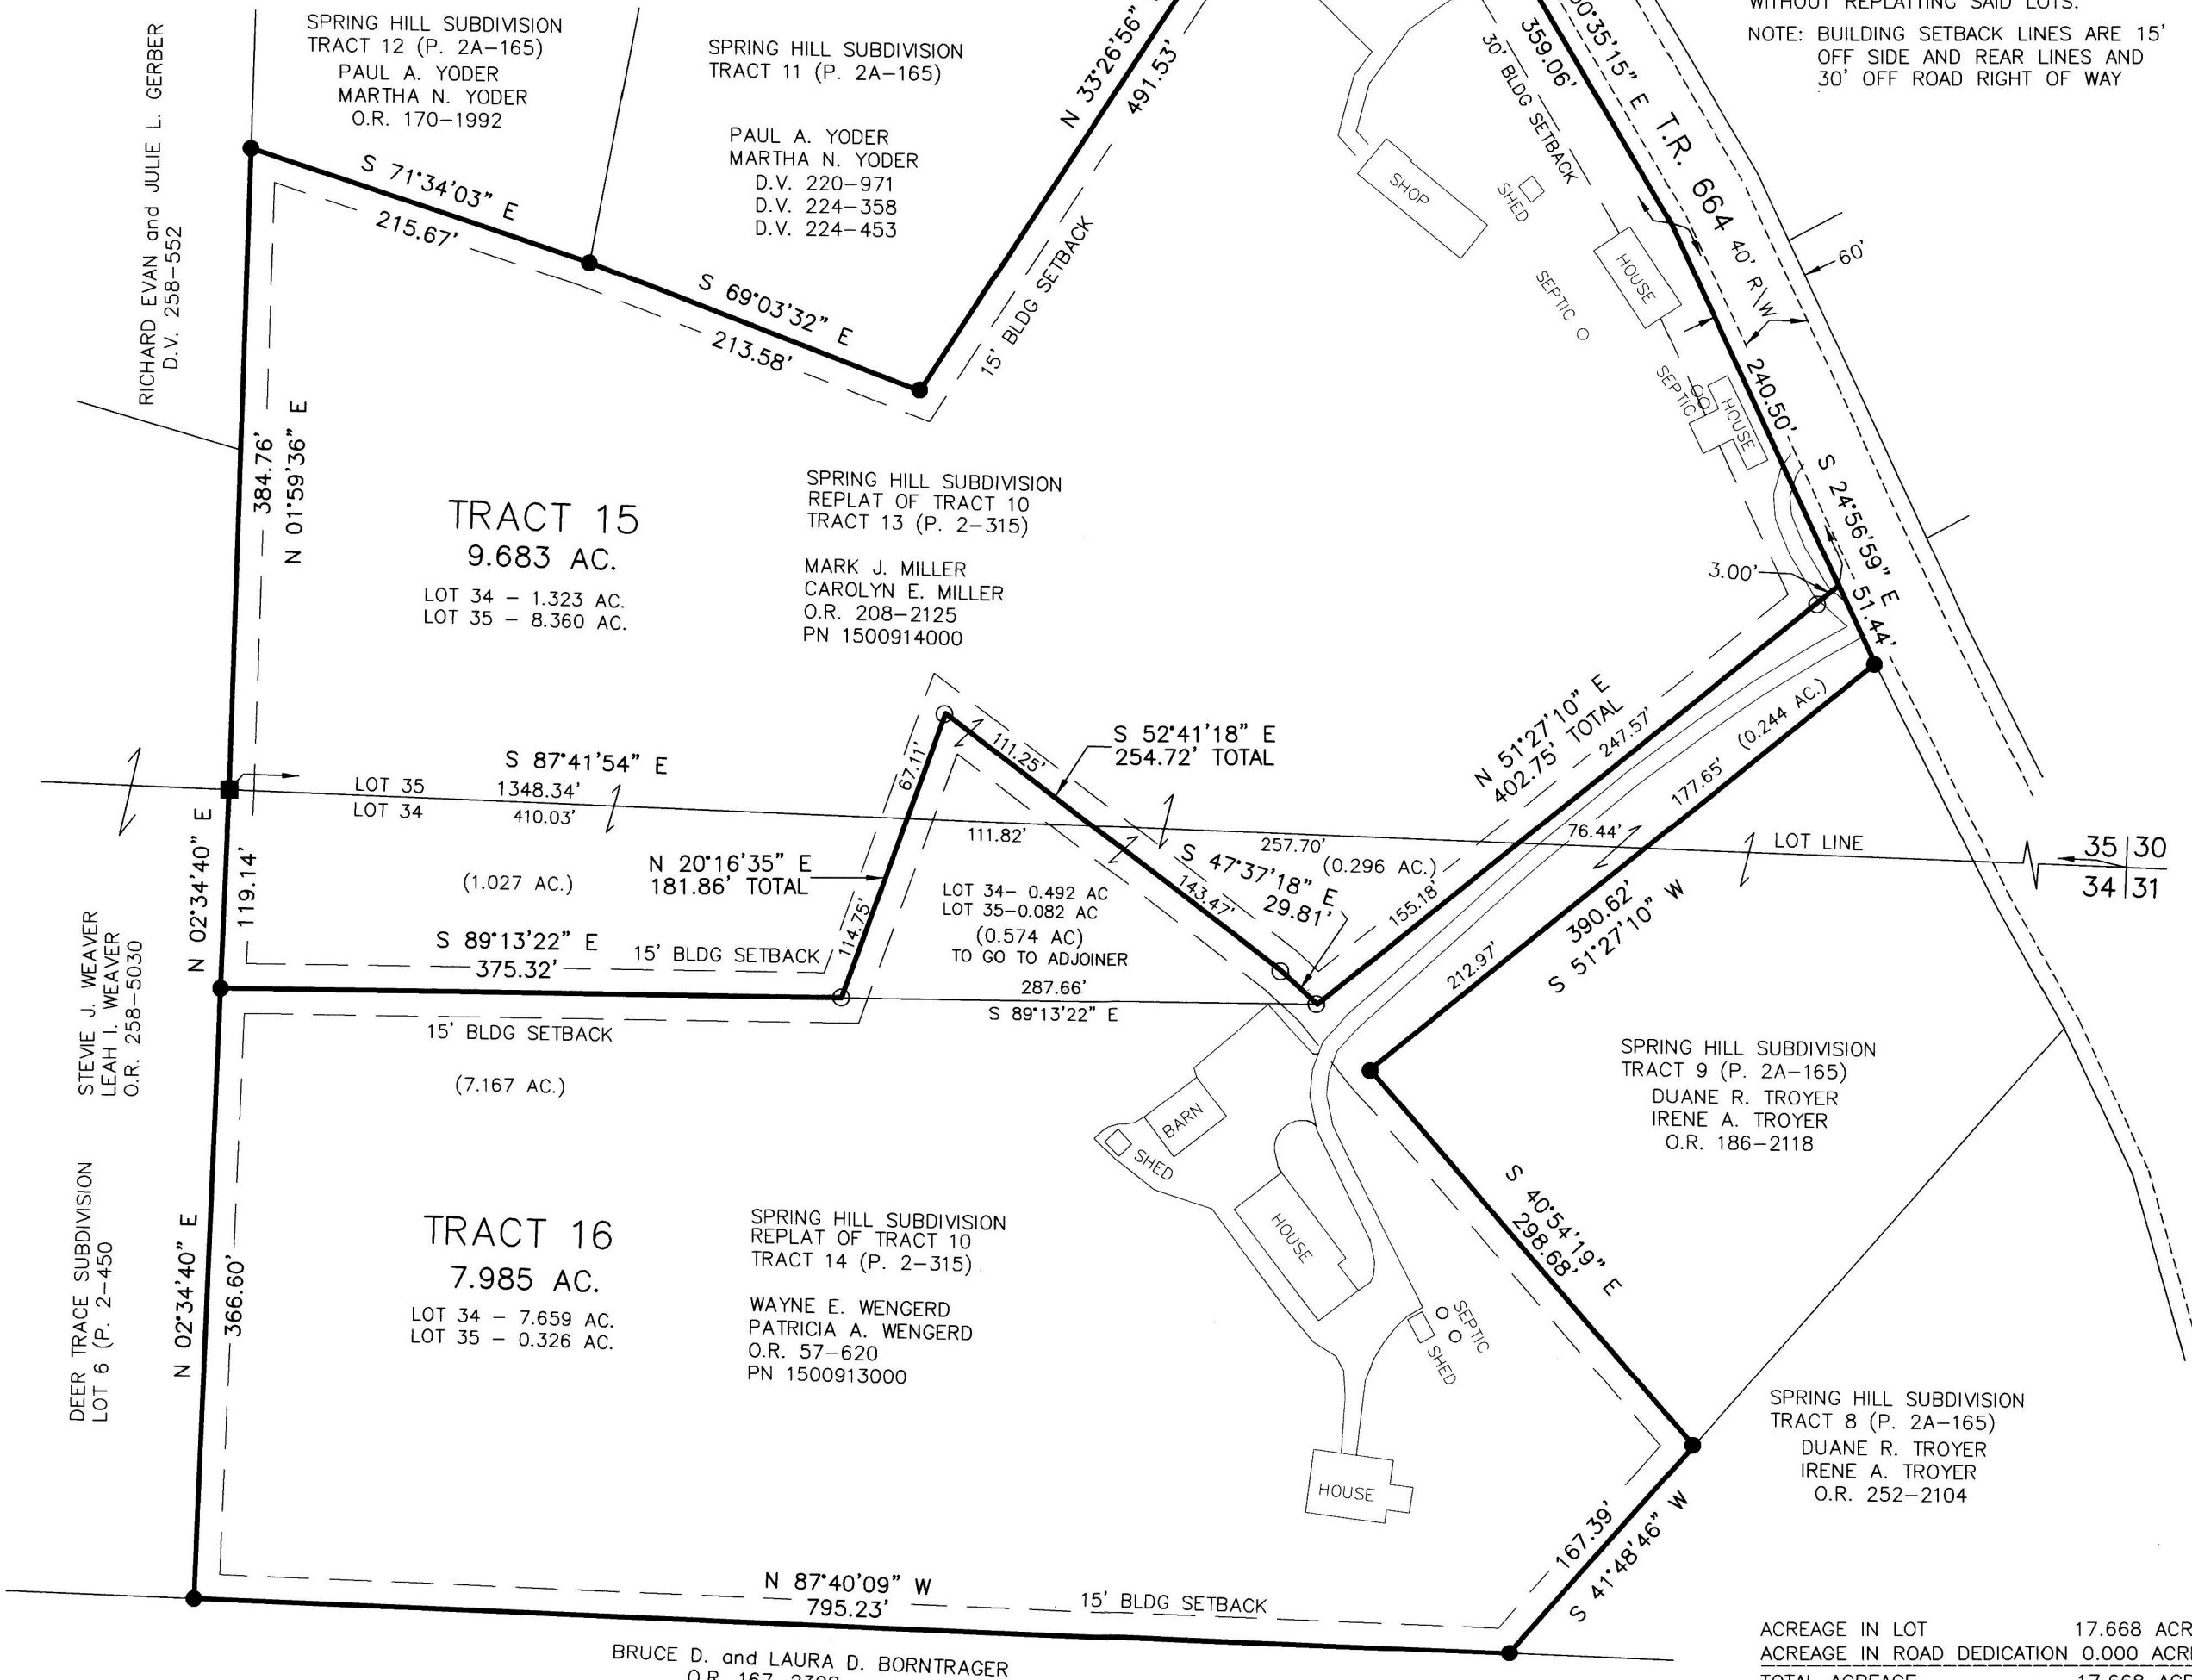 WITHOUT REPLATTING SAID LOTS.
NOTE: BUILDING SETBACK LINES ARE 15'
OFF SIDE AND REAR LINES AND
30' OFF ROAD RIGHT OF WAY
SPRING HILL SUBDIVISION
TRACT 12 (P. 2A-165)
PAUL A. YODER
MARTHA N. YODER
O.R. 170-1992
SPRING HILL SUBDIVISION
TRACT 11 (P. 2A-165)
PAUL A. YODER
MARTHA N. YODER
D.V. 220-971
D.V. 224-358
D.V. 224-453
RICHARD EVAN and JULIE L. GERBER
D.V. 258-552
S 71°34'03" E
215.67'
S 69°03'32" E
213.58'
N 33°26'56"
491.53'
15' BLDG SETBACK
359.06'
30' BLDG SETBACK
00°35'15" E
T.R. 664
40' R\W
60'
SHOP
SHED
HOUSE
SEPTIC
SEPTIC
HOUSE
240.50'
S 24°56'59" E
51.44'
3.00'
384.76'
N 01°59'36" E
TRACT 15
9.683 AC.
LOT 34 - 1.323 AC.
LOT 35 - 8.360 AC.
SPRING HILL SUBDIVISION
REPLAT OF TRACT 10
TRACT 13 (P. 2-315)
MARK J. MILLER
CAROLYN E. MILLER
O.R. 208-2125
PN 1500914000
S 87°41'54" E
LOT 35
1348.34'
LOT 34
410.03'
67.11'
111.25'
S 52°41'18" E
254.72' TOTAL
N 51°27'10" E
402.75' TOTAL
247.57'
(0.244 AC.)
177.65'
111.82'
257.70'
(0.296 AC.)
76.44'
LOT LINE
35|30
34|31
N 02°34'40" E
119.14'
(1.027 AC.)
N 20°16'35" E
181.86' TOTAL
114.75'
LOT 34- 0.492 AC
LOT 35-0.082 AC
(0.574 AC)
TO GO TO ADJOINER
S 47°37'18" E
29.81'
143.47'
155.18'
390.62'
S 51°27'10" W
212.97'
S 89°13'22" E
375.32'
15' BLDG SETBACK
287.66'
S 89°13'22" E
15' BLDG SETBACK
(7.167 AC.)
STEVIE J. WEAVER
LEAH I. WEAVER
O.R. 258-5030
DEER TRACE SUBDIVISION
LOT 6 (P. 2-450
N 02°34'40" E
366.60'
BARN
SHED
HOUSE
SEPTIC
SHED
HOUSE
SPRING HILL SUBDIVISION
TRACT 9 (P. 2A-165)
DUANE R. TROYER
IRENE A. TROYER
O.R. 186-2118
S 40°54'19" E
298.68'
TRACT 16
7.985 AC.
LOT 34 - 7.659 AC.
LOT 35 - 0.326 AC.
SPRING HILL SUBDIVISION
REPLAT OF TRACT 10
TRACT 14 (P. 2-315)
WAYNE E. WENGERD
PATRICIA A. WENGERD
O.R. 57-620
PN 1500913000
SPRING HILL SUBDIVISION
TRACT 8 (P. 2A-165)
DUANE R. TROYER
IRENE A. TROYER
O.R. 252-2104
167.39'
S 41°48'46" W
N 87°40'09" W
795.23'
15' BLDG SETBACK
BRUCE D. and LAURA D. BORNTRAGER
O.R. 167
ACREAGE IN LOT 17.668 ACR
ACREAGE IN ROAD DEDICATION 0.000 ACR
TOTAL ACREAGE 17.668 ACR